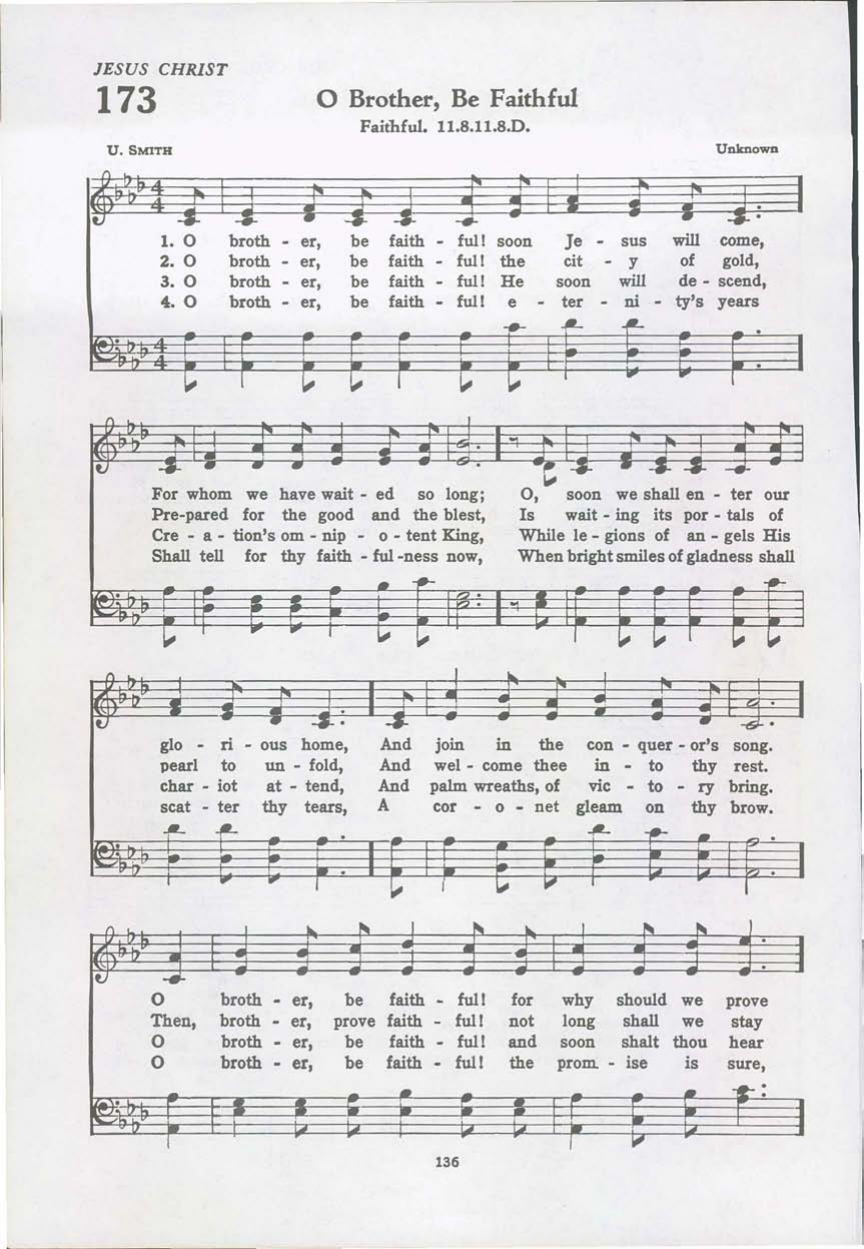 JESUS CHRIST
173
O Brother, Be Faithful
Faithful. 11.8.11.8.D.
U. SMITH
Unknown
1. O broth - er, be faith - ful! soon Je - sus will come,
2. O broth - er, be faith - ful! the cit - y of gold,
3. O broth - er, be faith - ful! He soon will de - scend,
4. O broth - er, be faith - ful! e - ter - ni - ty's years
For whom we have wait - ed so long; O, soon we shall en - ter our
Pre-pared for the good and the blest, Is wait - ing its por - tals of
Cre - a - tion's om - nip - o - tent King, While le - gions of an - gels His
Shall tell for thy faith - ful -ness now, When bright smiles of gladness shall
glo - ri - ous home, And join in the con - quer - or's song.
pearl to un - fold, And wel - come thee in - to thy rest.
char - iot at - tend, And palm wreaths, of vic - to - ry bring.
scat - ter thy tears, A cor - o - net gleam on thy brow.
O broth - er, be faith - ful! for why should we prove
Then, broth - er, prove faith - ful! not long shall we stay
O broth - er, be faith - ful! and soon shalt thou hear
O broth - er, be faith - ful! the prom - ise is sure,
136